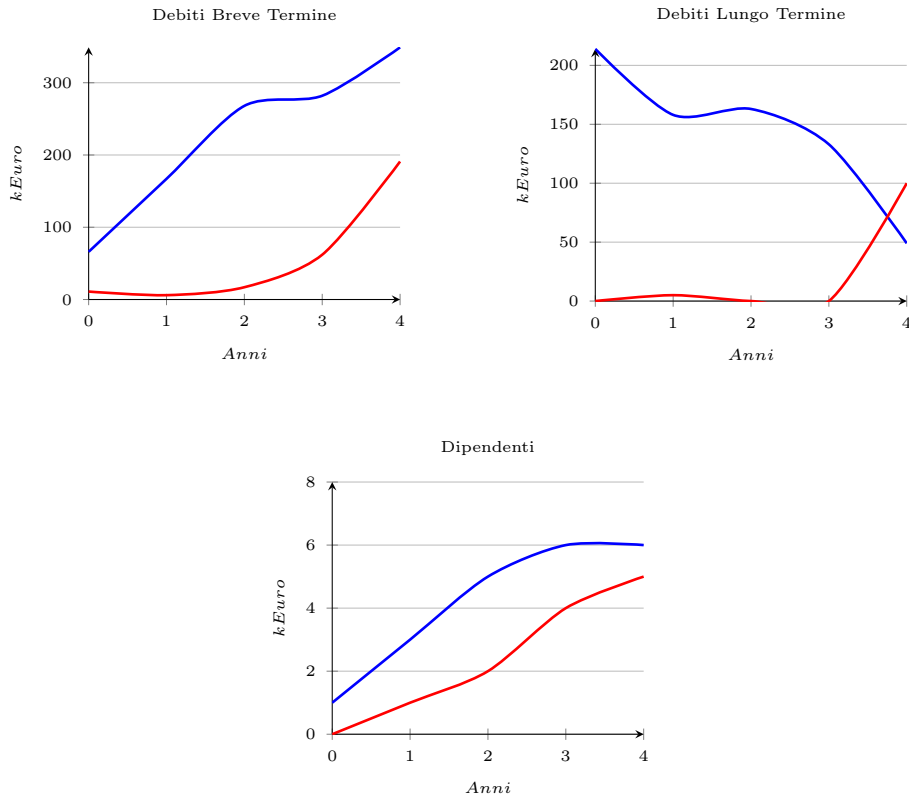 Debiti Breve Termine
kEuro
300
200
100
0
0 1 2 3 4
Anni
Debiti Lungo Termine
kEuro
200
150
100
50
0
0 1 2 3 4
Anni
Dipendenti
kEuro
8
6
4
2
0
0 1 2 3 4
Anni